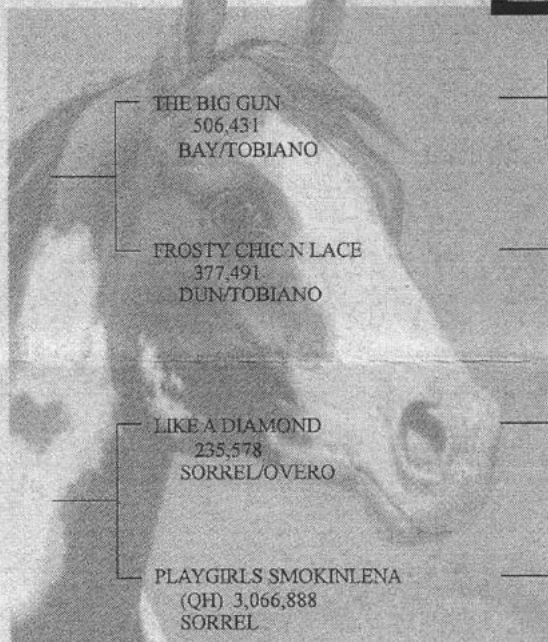 THE BIG GUN
506,431
BAY/TOBIANO
FROSTY CHIC N LACE
377,491
DUN/TOBIANO
LIKE A DIAMOND
235,578
SORREL/OVERO
PLAYGIRLS SMOKINLENA
(QH) 3,066,888
SORREL